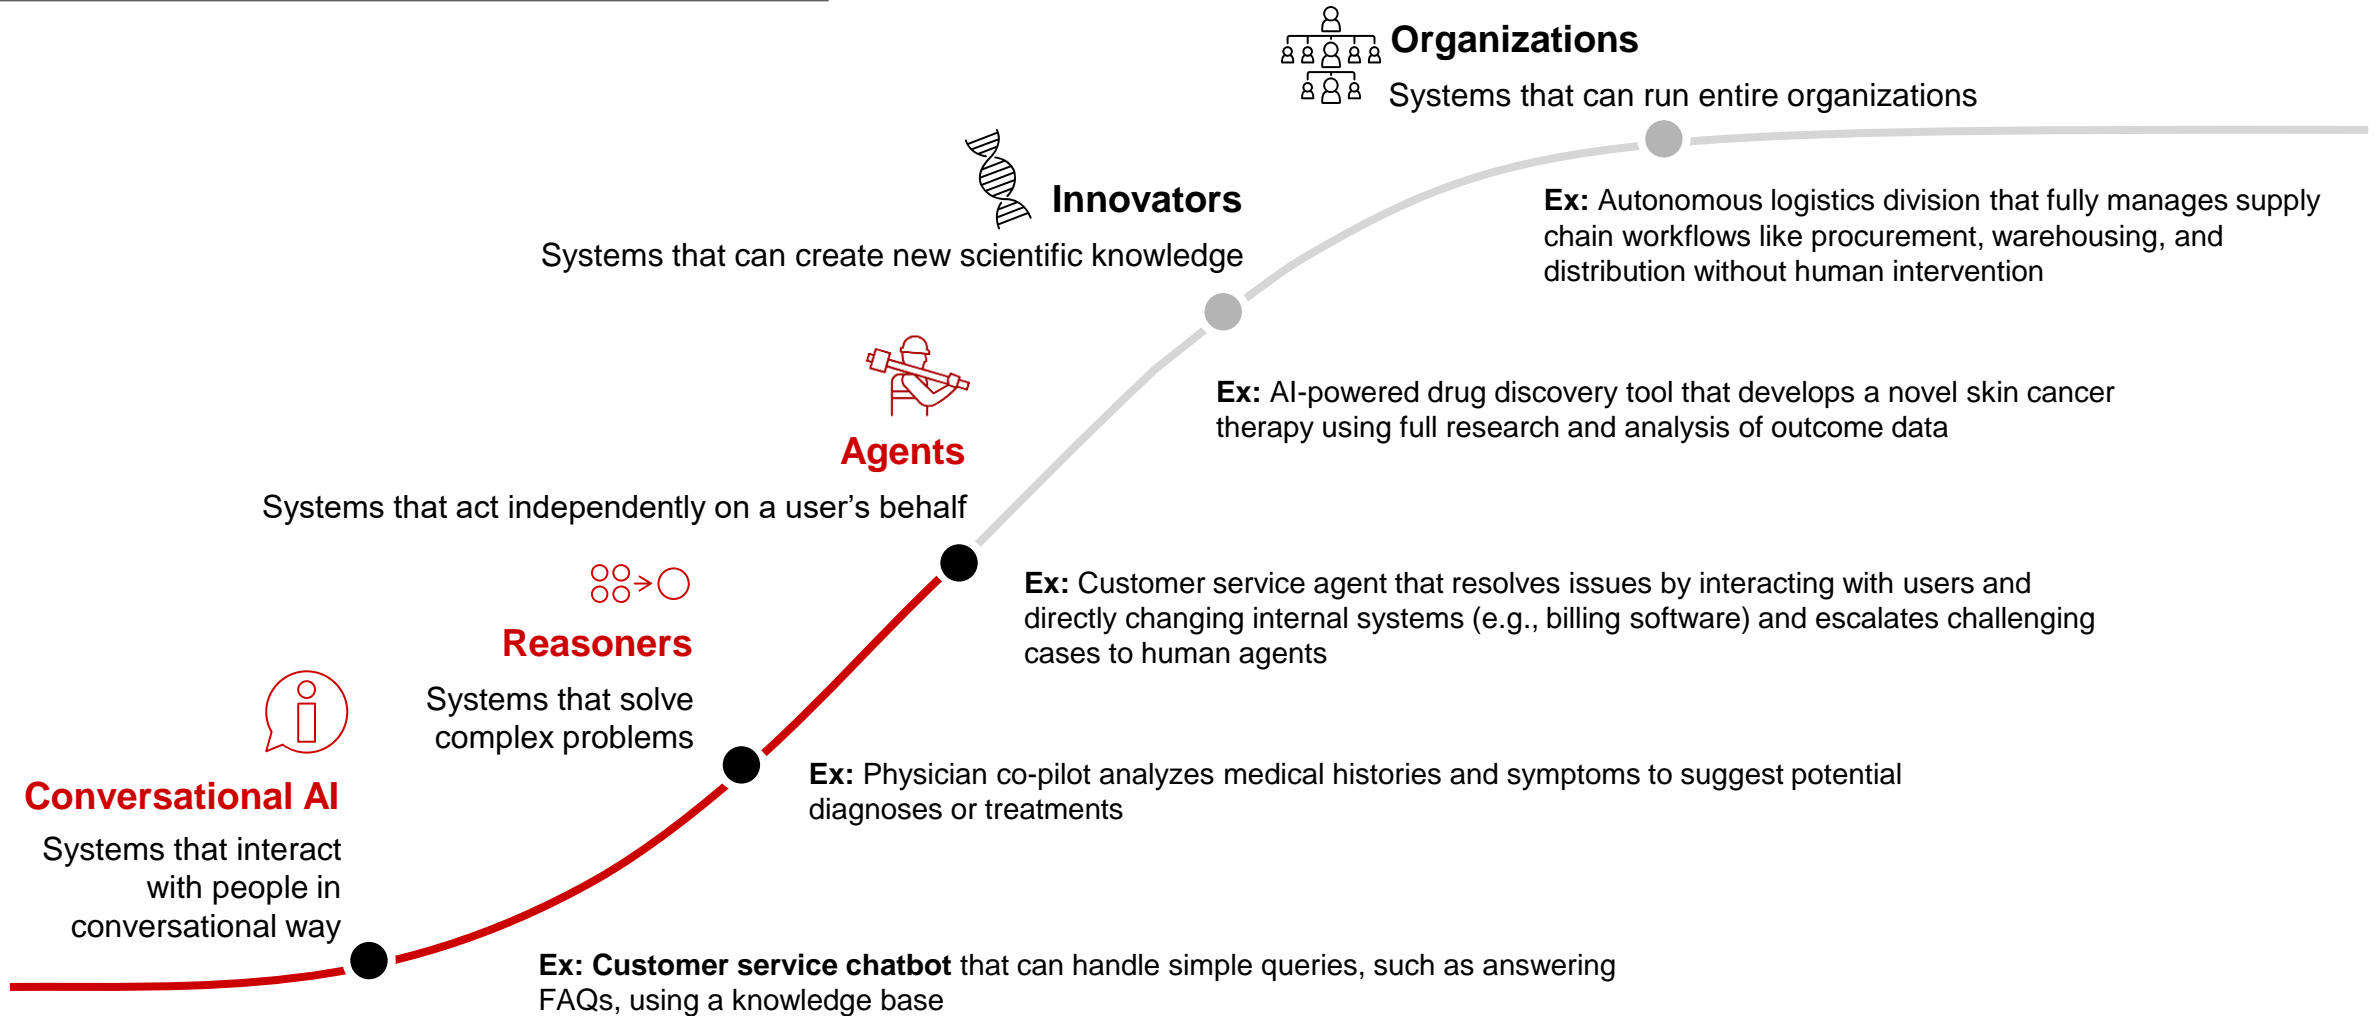 Organizations
Systems that can run entire organizations
Ex: Autonomous logistics division that fully manages supply
chain workflows like procurement, warehousing, and
distribution without human intervention
Innovators
Systems that can create new scientific knowledge
Ex: AI-powered drug discovery tool that develops a novel skin cancer
therapy using full research and analysis of outcome data
Agents
Systems that act independently on a user’s behalf
Ex: Customer service agent that resolves issues by interacting with users and
directly changing internal systems (e.g., billing software) and escalates challenging
cases to human agents
Reasoners
Systems that solve
complex problems
Ex: Physician co-pilot analyzes medical histories and symptoms to suggest potential
diagnoses or treatments
Conversational AI
Systems that interact
with people in
conversational way
Ex: Customer service chatbot that can handle simple queries, such as answering
FAQs, using a knowledge base